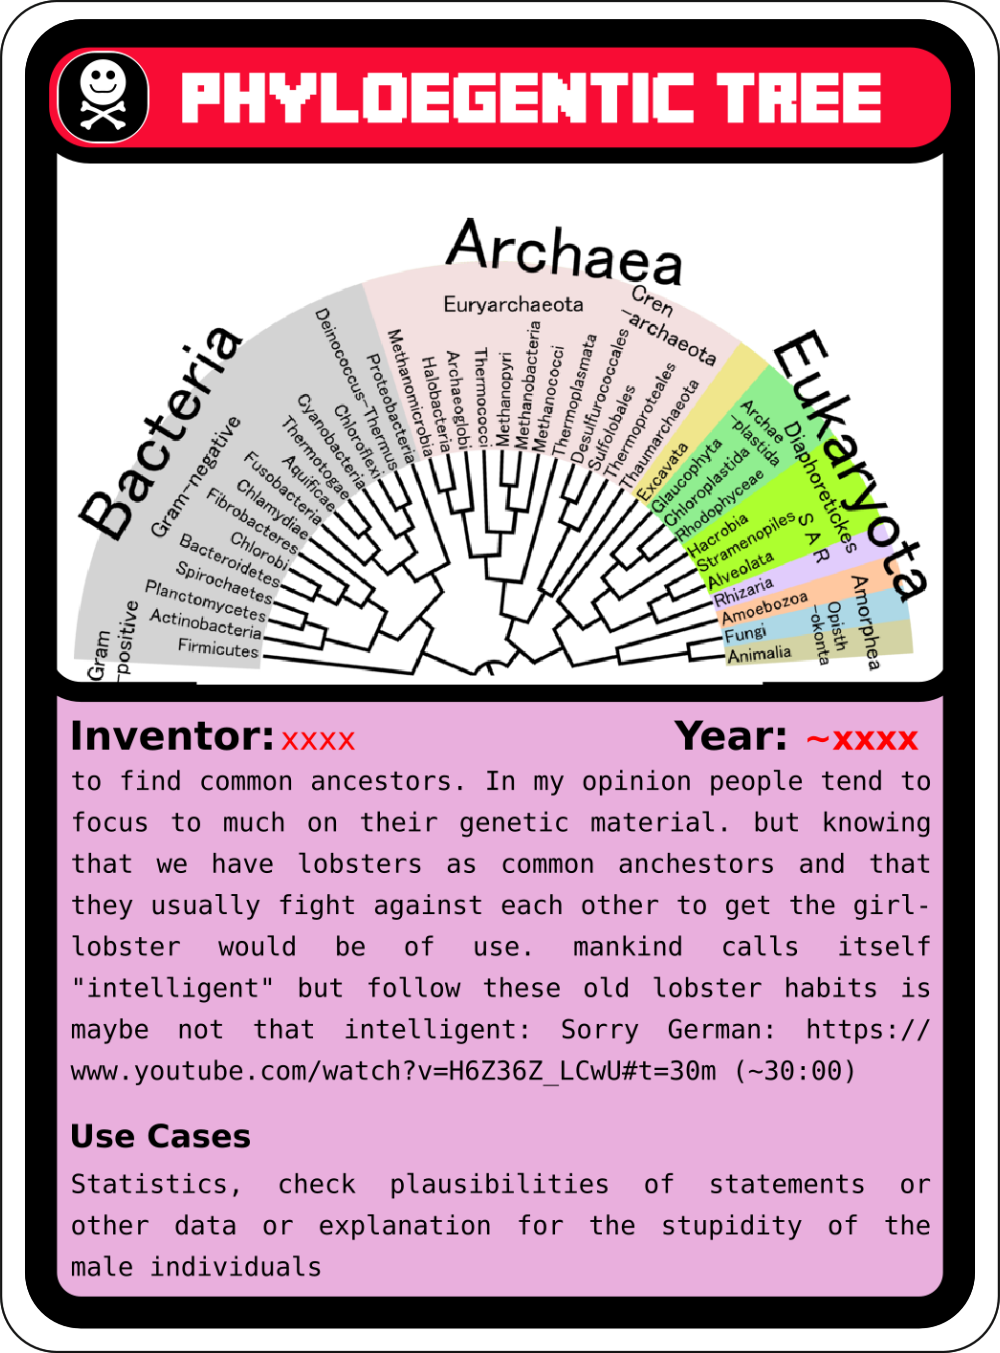 PHYLOEGENTIC TREE
Archaea
Bacteria
Eukaryota
Euryarchaeota
Cren
-archaeota
Gram-negative
Gram
-positive
Deinococcus-Thermus
Proteobacteria
Cyanobacteria
Chloroflexi
Thermotogae
Aquificae
Fusobacteria
Chlamydiae
Fibrobacteres
Chlorobi
Bacteroidetes
Spirochaetes
Planctomycetes
Actinobacteria
Firmicutes
Methanomicrobia
Halobacteria
Archaeoglobi
Thermococci
Methanopyri
Methanobacteria
Methanococci
Thermoplasmata
Desulfurococcales
Sulfolobales
Thermoproteales
Thaumarchaeota
Excavata
Archae
-plastida
Diaphoretickes
Glaucophyta
Chloroplastida
Rhodophyceae
Hacrobia
Stramenopiles
S A R
Alveolata
Rhizaria
Amoebozoa
Amorphea
Opisth
-okonta
Fungi
Animalia
Inventor: xxxx
Year: ~xxxx
to find common ancestors. In my opinion people tend to
focus to much on their genetic material. but knowing
that we have lobsters as common anchestors and that
they usually fight against each other to get the girl-
lobster would be of use. mankind calls itself
"intelligent" but follow these old lobster habits is
maybe not that intelligent: Sorry German: https://
www.youtube.com/watch?v=H6Z36Z_LCwU#t=30m (~30:00)
Use Cases
Statistics, check plausibilities of statements or
other data or explanation for the stupidity of the
male individuals